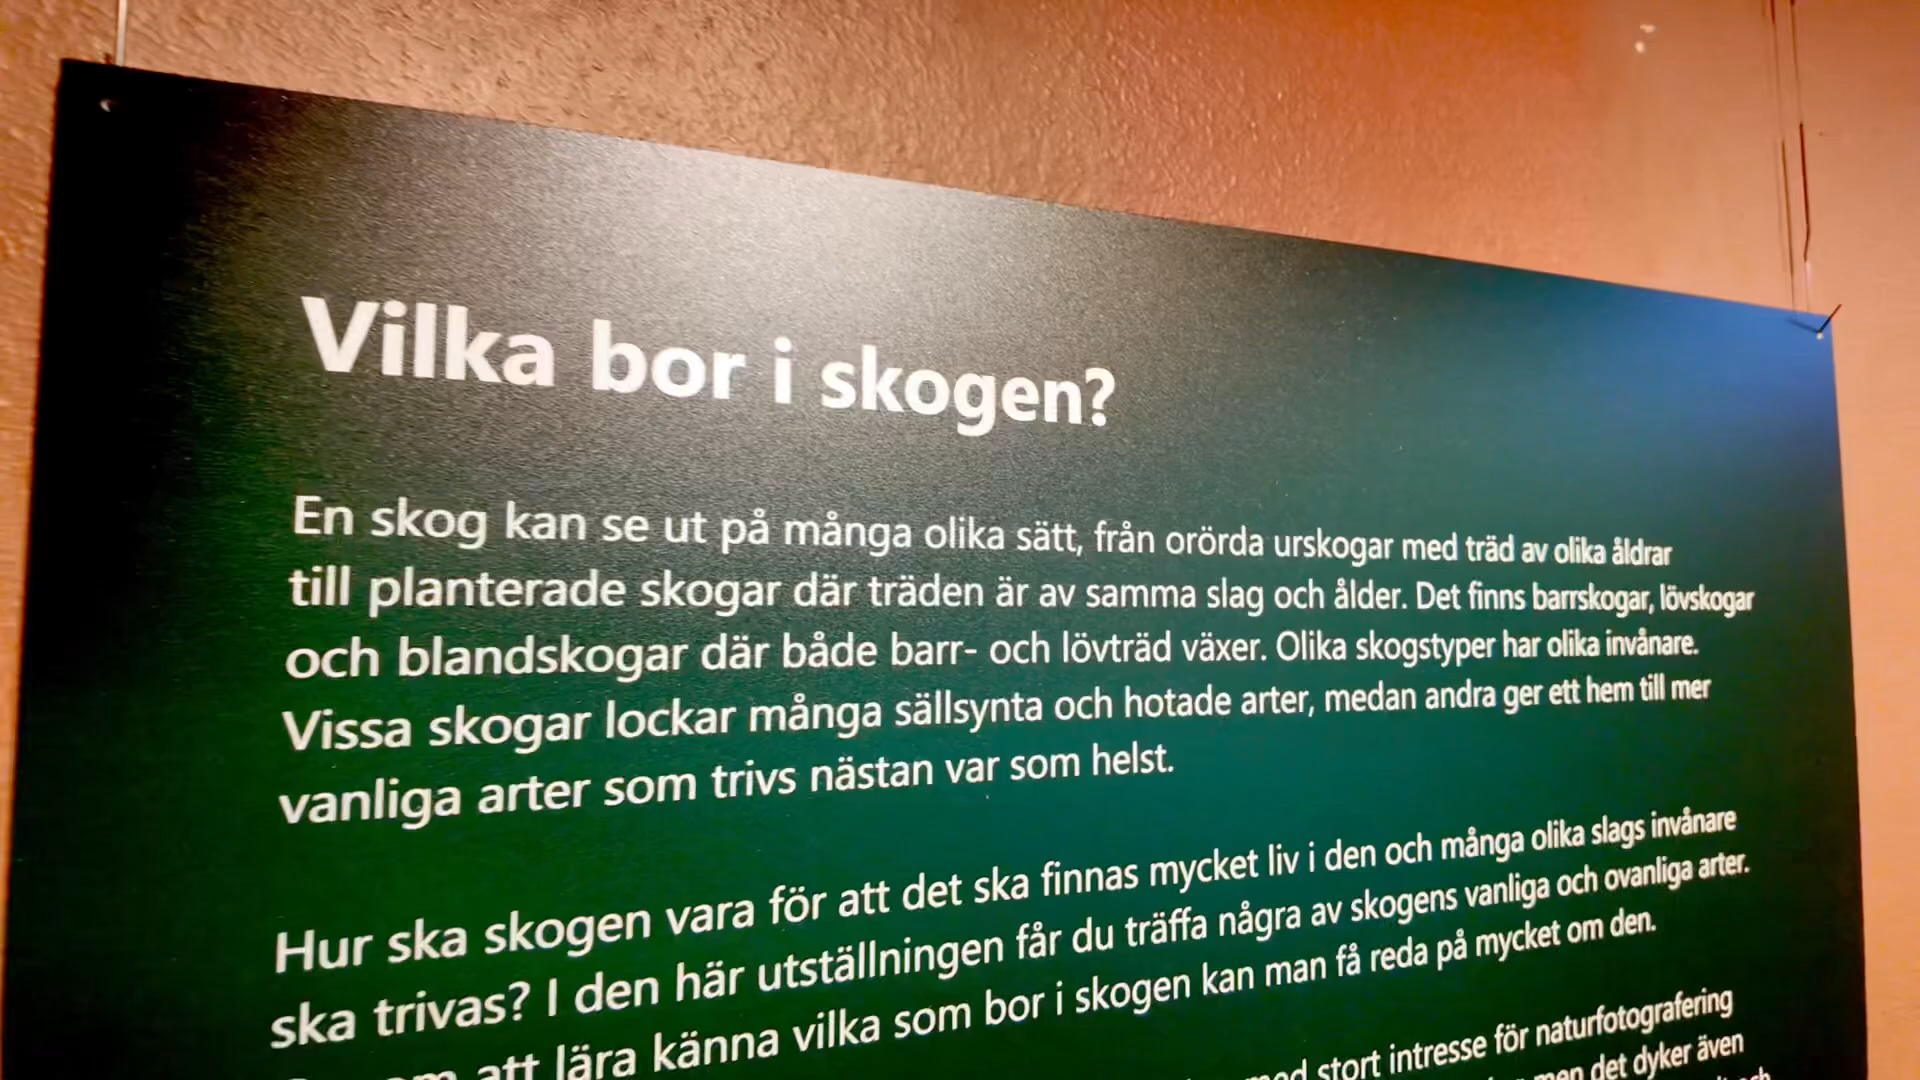 Vilka bor i skogen?
En skog kan se ut på många olika sätt, från orörda urskogar med träd av olika åldrar
till planterade skogar där träden är av samma slag och ålder. Det finns barrskogar, lövskogar
och blandskogar där både barr- och lövträd växer. Olika skogstyper har olika invånare.
Vissa skogar lockar många sällsynta och hotade arter, medan andra ger ett hem till mer
vanliga arter som trivs nästan var som helst.
Hur ska skogen vara för att det ska finnas mycket liv i den och många olika slags invånare
ska trivas? I den här utställningen får du träffa några av skogens vanliga och ovanliga arter.
att lära känna vilka som bor i skogen kan man få reda på mycket om den.
med stort intresse för naturfotografering
men det dyker även